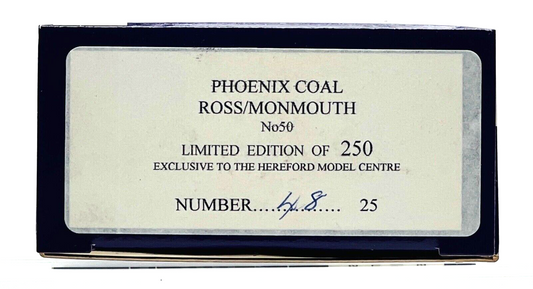 PHOENIX COAL
ROSS/MONMOUTH
No50
LIMITED EDITION OF 250
EXCLUSIVE TO THE HEREFORD MODEL CENTRE
NUMBER....48.... 25